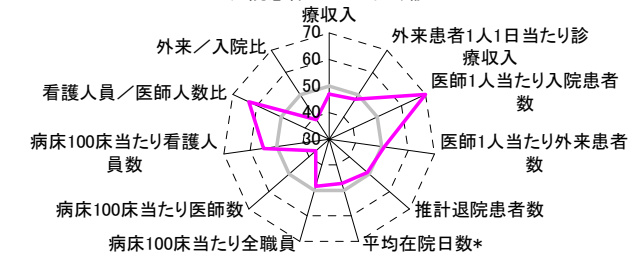 療収入
外来患者1人1日当たり診
療収入
医師1人当たり入院患者
数
医師1人当たり外来患者
数
推計退院患者数
平均在院日数*
病床100床当たり全職員
病床100床当たり医師数
病床100床当たり看護人
員数
看護人員／医師人数比
外来／入院比
70
60
50
40
30